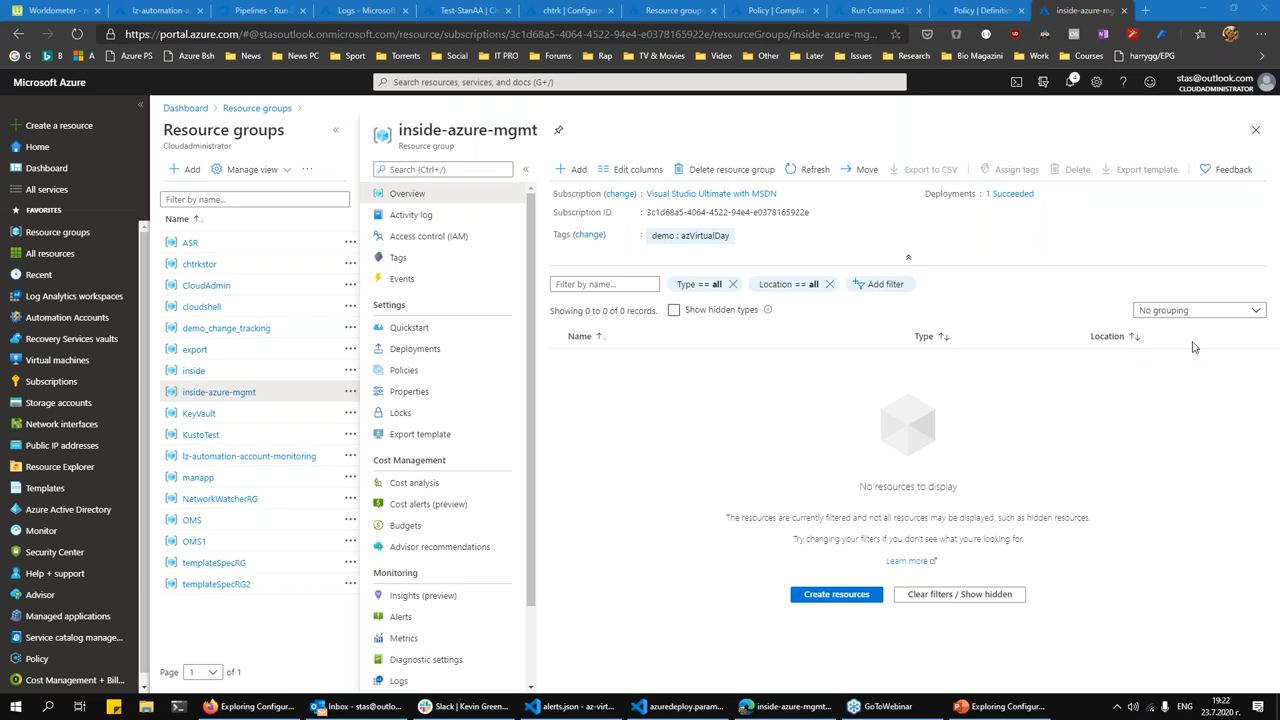 Worldometer - r
lz-automation-a
Pipelines - Run
Logs - Microsoft
Test-StanAA | C
chtrk | Configur
Resource groups
Policy | Complian
Run Command S
Policy | Definition
inside-azure-mg
https://portal.azure.com/#@stasoutlook.onmicrosoft.com/resource/subscriptions/3c1d68a5-4064-4522-94e4-e0378165922e/resourceGroups/inside-azure-mg...
G
B
A
Azure PS
Azure Bsh
News
Sport
Torrents
Social
IT PRO
Forums
Rap
TV & Movies
Video
Other
Later
Issues
Research
Bio Magazini
Work
Courses
harrygg/EPG
Microsoft Azure
Search resources, services, and docs (G+/)
4
stas@outlook.com
CLOUDADMINISTRATOR
Create a resource
Home
Dashboard
All services
FAVORITES
Resource groups
All resources
Recent
Log Analytics workspaces
Automation Accounts
Recovery Services vaults
Virtual machines
Subscriptions
Storage accounts
Network interfaces
Public IP addresses
Resource Explorer
Templates
Azure Active Directory
Monitor
Security Center
Help + support
Advisor
Managed applications
Service catalog manage...
Policy
Cost Management + Bill...
Dashboard > Resource groups >
Resource groups
Cloudadministrator
Add
Manage view
Filter by name...
Name
ASR
chtrkstor
CloudAdmin
cloudshell
demo_change_tracking
export
inside
inside-azure-mgmt
KeyVault
KustoTest
lz-automation-account-monitoring
manapp
NetworkWatcherRG
OMS
OMS1
templateSpecRG
templateSpecRG2
Page 1 of 1
inside-azure-mgmt
Resource group
Search (Ctrl+/)
Overview
Activity log
Access control (IAM)
Tags
Events
Settings
Quickstart
Deployments
Policies
Properties
Locks
Export template
Cost Management
Cost analysis
Cost alerts (preview)
Budgets
Advisor recommendations
Monitoring
Insights (preview)
Alerts
Metrics
Diagnostic settings
Logs
Add
Edit columns
Delete resource group
Refresh
Move
Export to CSV
Assign tags
Delete
Export template
Feedback
Subscription (change) : Visual Studio Ultimate with MSDN
Deployments : 1 Succeeded
Subscription ID : 3c1d68a5-4064-4522-94e4-e0378165922e
Tags (change) : demo : azVirtualDay
Filter by name...
Type == all
Location == all
Add filter
Showing 0 to 0 of 0 records.
Show hidden types
No grouping
Name
Type
Location
No resources to display
The resources are currently filtered and not all resources may be displayed, such as hidden resources.
Try changing your filters if you don't see what you're looking for.
Learn more
Create resources
Clear filters / Show hidden
Exploring Configur...
Inbox - stas@outlo...
Slack | Kevin Green...
alerts.json - az-virt...
azuredeploy.param...
inside-azure-mgmt...
GoToWebinar
Exploring Configur...
ENG
19:22
23.7.2020 г.